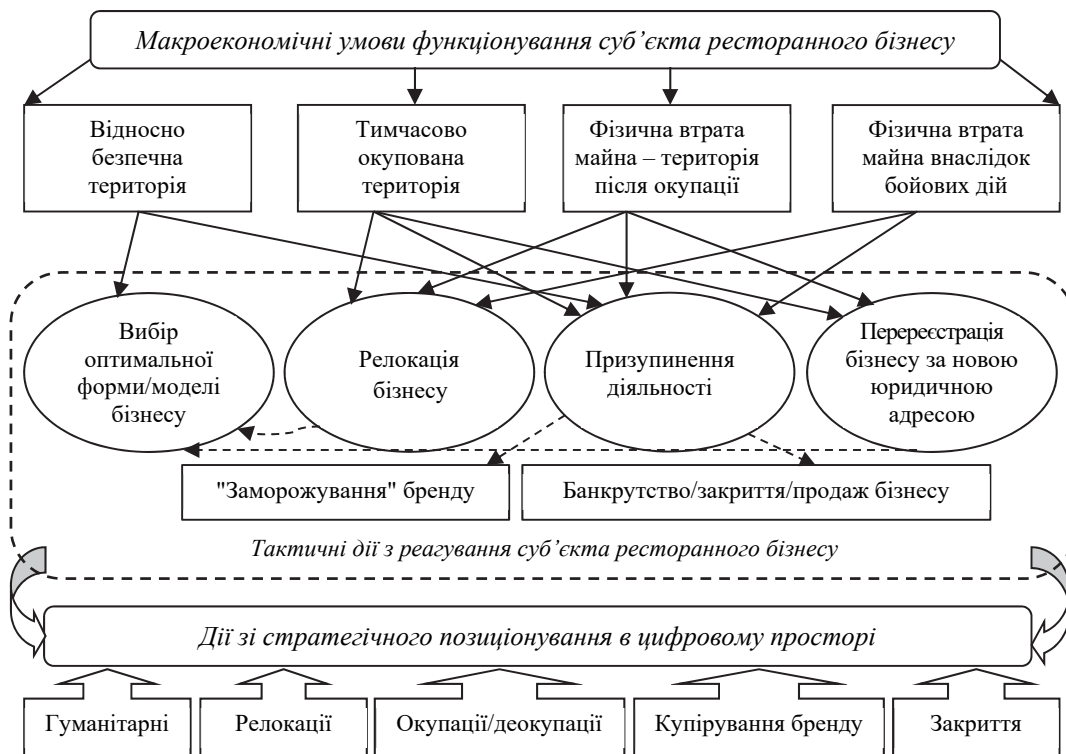 Макроекономічні умови функціонування суб’єкта ресторанного бізнесу
Відносно
безпечна
територія
Тимчасово
окупована
територія
Фізична втрата
майна – територія
після окупації
Фізична втрата
майна внаслідок
бойових дій
Вибір
оптимальної
форми/моделі
бізнесу
Релокація
бізнесу
Призупинення
діяльності
Перереєстрація
бізнесу за новою
юридичною
адресою
"Заморожування" бренду
Банкрутство/закриття/продаж бізнесу
Тактичні дії з реагування суб’єкта ресторанного бізнесу
Дії зі стратегічного позиціонування в цифровому просторі
Гуманітарні
Релокації
Окупації/деокупації
Купірування бренду
Закриття